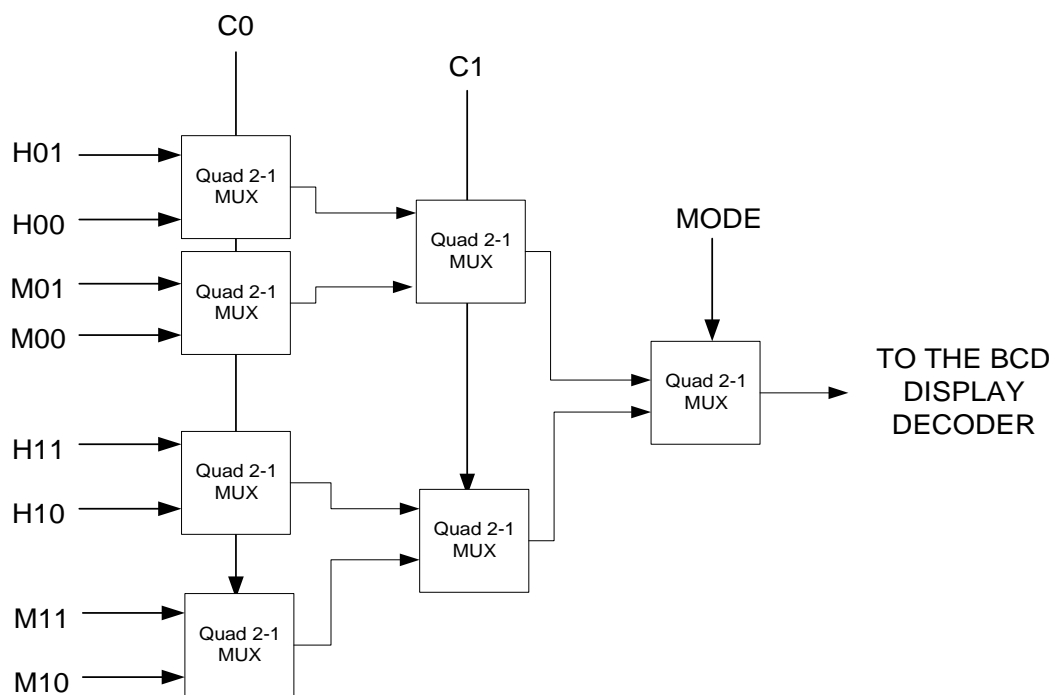 C0
C1
H01
Quad 2-1
MUX
H00
Quad 2-1
MUX
MODE
M01
Quad 2-1
MUX
M00
Quad 2-1
MUX
TO THE BCD
DISPLAY
DECODER
H11
Quad 2-1
MUX
H10
Quad 2-1
MUX
M11
Quad 2-1
MUX
M10